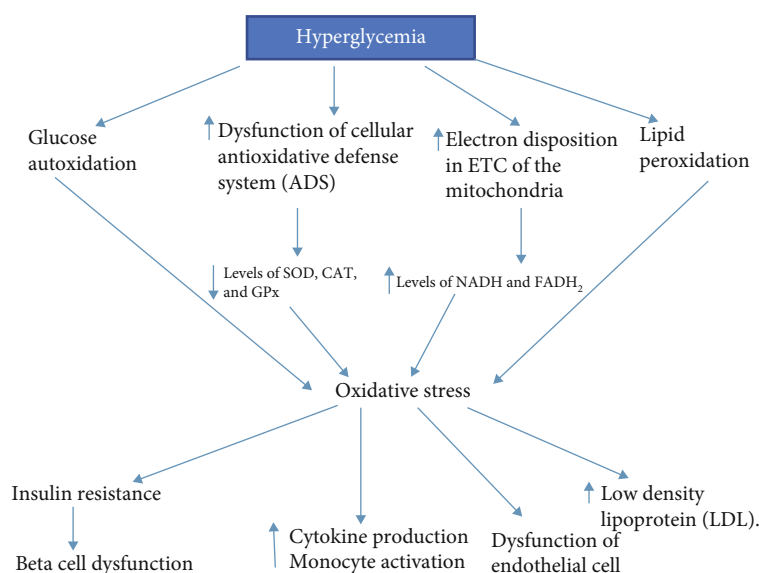 Hyperglycemia
Glucose
autoxidation
Dysfunction of cellular
antioxidative defense
system (ADS)
Electron disposition
in ETC of the
mitochondria
Lipid
peroxidation
Levels of SOD, CAT,
and GPx
Levels of NADH and FADH₂
Oxidative stress
Insulin resistance
Beta cell dysfunction
Cytokine production
Monocyte activation
Dysfunction of
endothelial cell
Low density
lipoprotein (LDL).